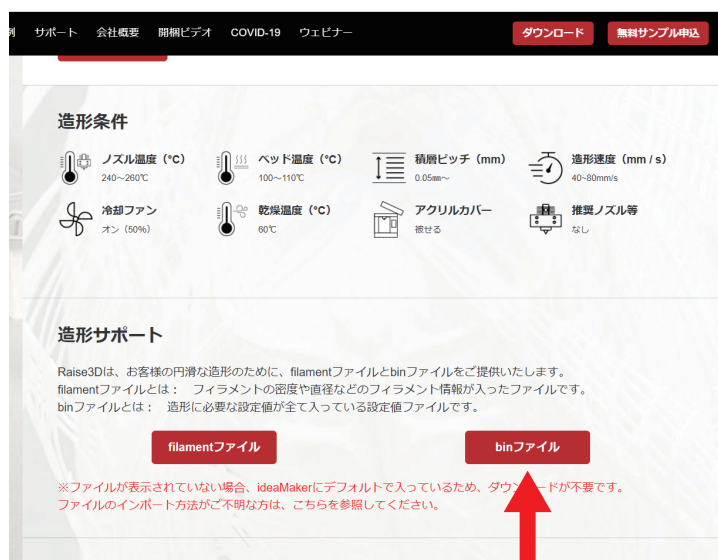 例 サポート 会社概要 開梱ビデオ COVID-19 ウェビナー ダウンロード 無料サンプル申込
造形条件
ノズル温度（°C） ベッド温度（°C） 積層ピッチ（mm） 造形速度（mm / s）
240～260℃ 100～110℃ 0.05㎜～ 40~80mm/s
冷却ファン 乾燥温度（°C） アクリルカバー 推奨ノズル等
オン（50%） 60℃ 被せる なし
造形サポート
Raise3Dは、お客様の円滑な造形のために、filamentファイルとbinファイルをご提供いたします。
filamentファイルとは： フィラメントの密度や直径などのフィラメント情報が入ったファイルです。
binファイルとは： 造形に必要な設定値が全て入っている設定値ファイルです。
filamentファイル binファイル
※ファイルが表示されていない場合、ideaMakerにデフォルトで入っているため、ダウンロードが不要です。
ファイルのインポート方法がご不明な方は、こちらを参照してください。